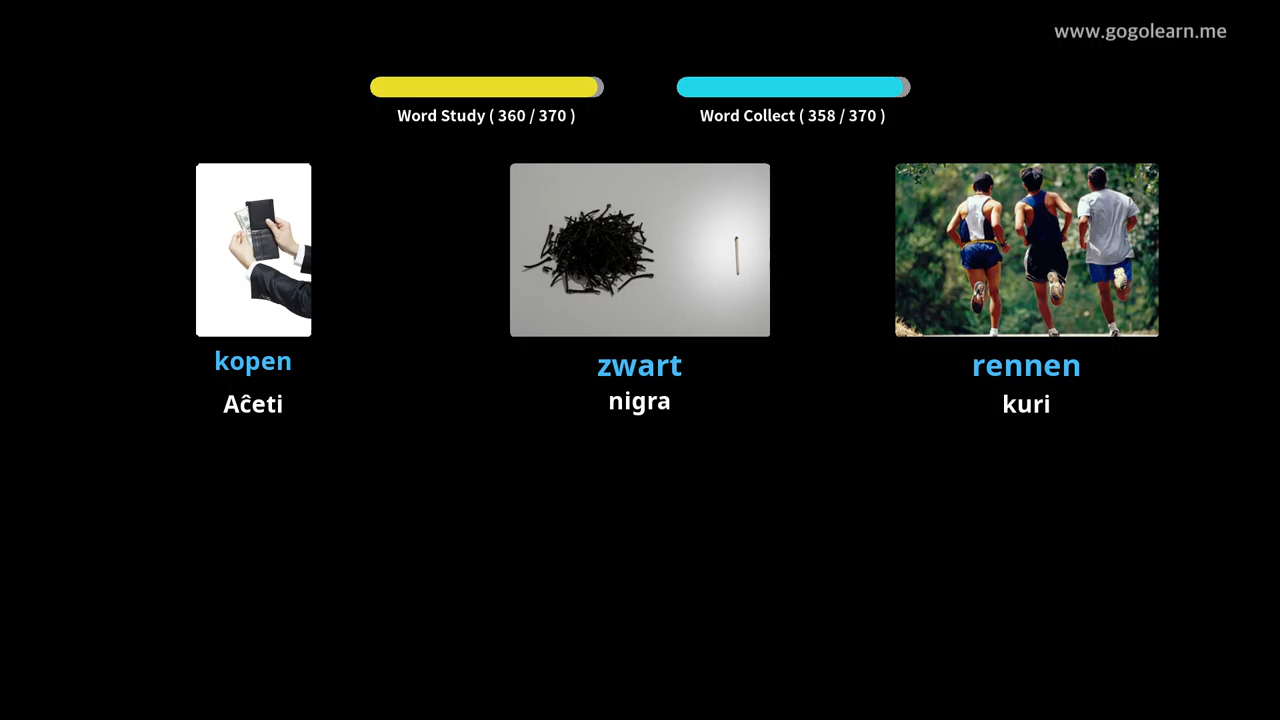 www.gogolearn.me
Word Study ( 360 / 370 )
Word Collect ( 358 / 370 )
kopen
Aĉeti
zwart
nigra
rennen
kuri